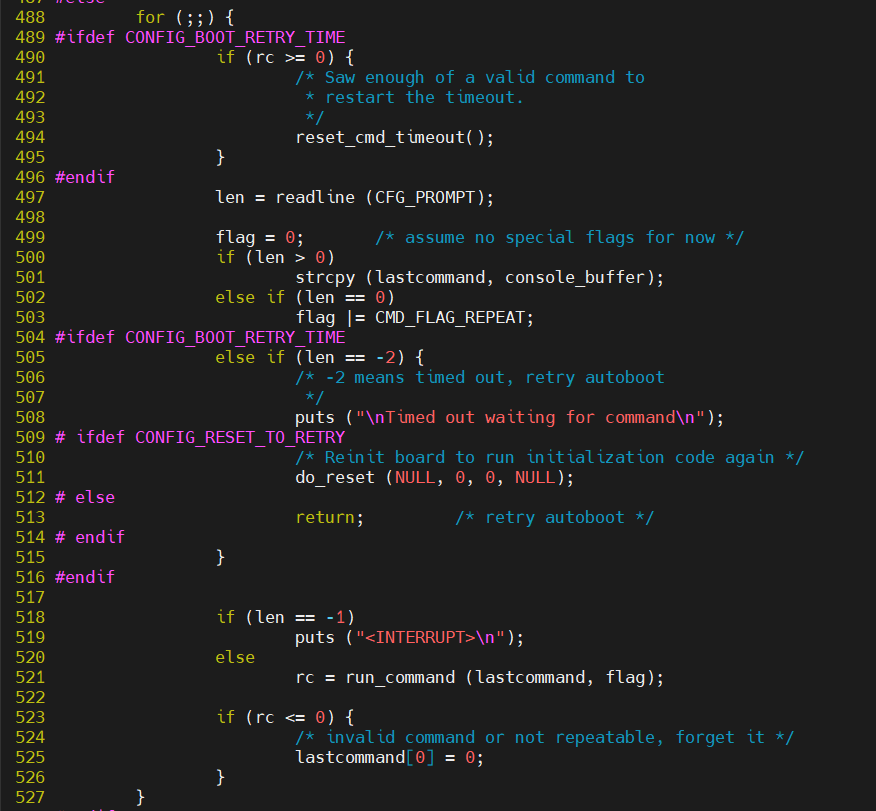 487 #else
488         for (;;) {
489 #ifdef CONFIG_BOOT_RETRY_TIME
490                 if (rc >= 0) {
491                         /* Saw enough of a valid command to
492                          * restart the timeout.
493                          */
494                         reset_cmd_timeout();
495                 }
496 #endif
497                 len = readline (CFG_PROMPT);
498
499                 flag = 0;       /* assume no special flags for now */
500                 if (len > 0)
501                         strcpy (lastcommand, console_buffer);
502                 else if (len == 0)
503                         flag |= CMD_FLAG_REPEAT;
504 #ifdef CONFIG_BOOT_RETRY_TIME
505                 else if (len == -2) {
506                         /* -2 means timed out, retry autoboot
507                          */
508                         puts ("\nTimed out waiting for command\n");
509 # ifdef CONFIG_RESET_TO_RETRY
510                         /* Reinit board to run initialization code again */
511                         do_reset (NULL, 0, 0, NULL);
512 # else
513                         return;         /* retry autoboot */
514 # endif
515                 }
516 #endif
517
518                 if (len == -1)
519                         puts ("<INTERRUPT>\n");
520                 else
521                         rc = run_command (lastcommand, flag);
522
523                 if (rc <= 0) {
524                         /* invalid command or not repeatable, forget it */
525                         lastcommand[0] = 0;
526                 }
527         }